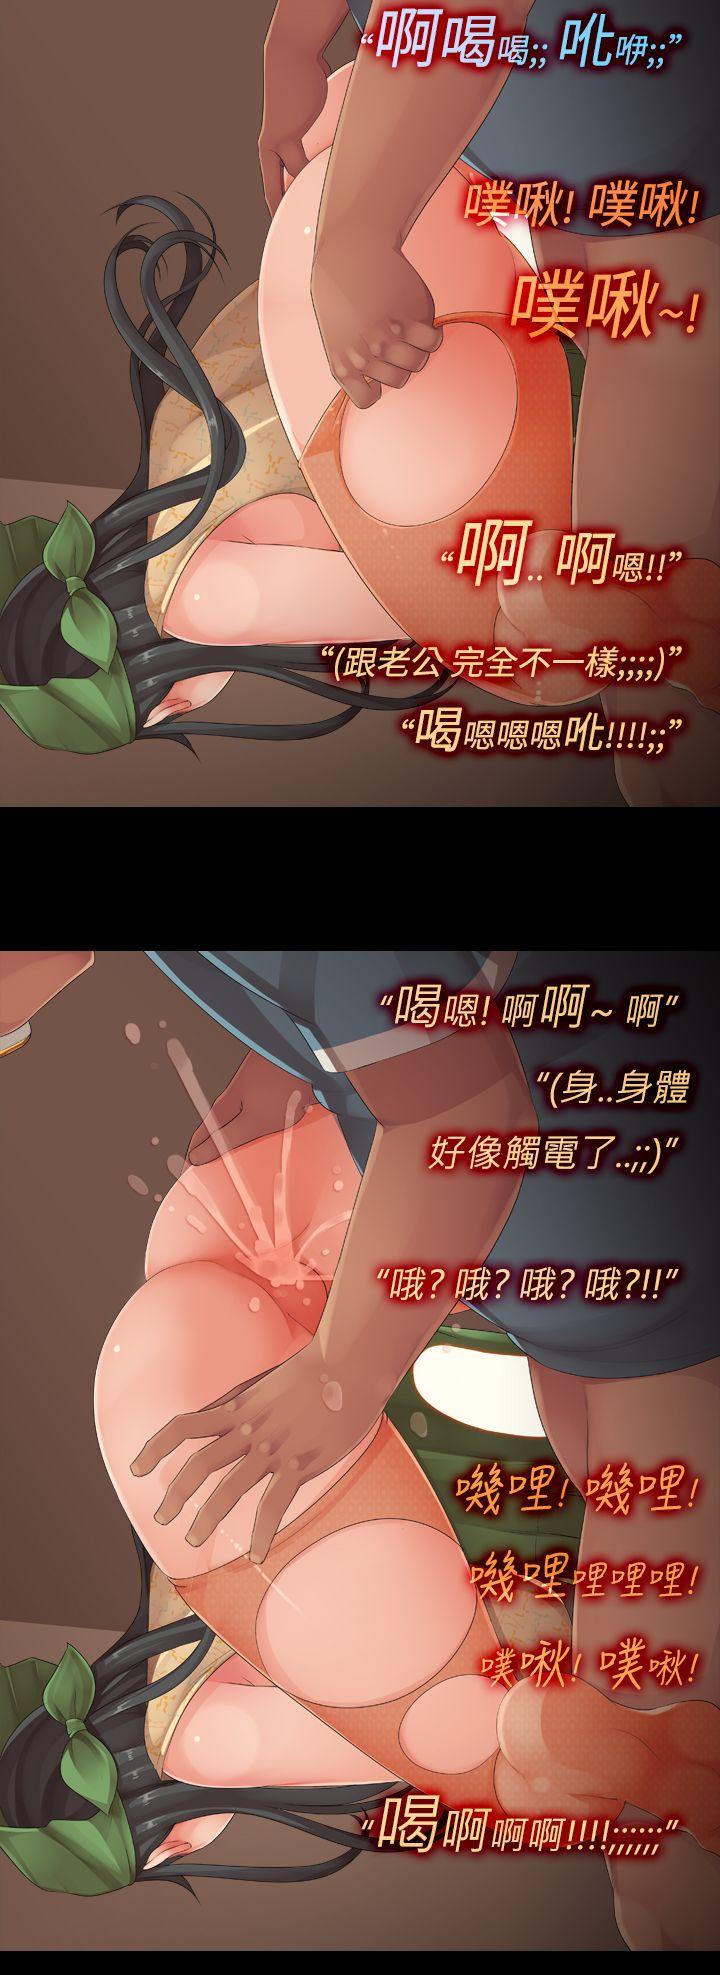 “啊喝喝;; 吡咿;;”
噗啾! 噗啾!
噗啾~!
“啊.. 啊嗯!!”
“(跟老公 完全不一樣;;;;)”
“喝嗯嗯嗯吡!!!!;;”
“喝嗯! 啊啊~ 啊”
“(身..身體
好像觸電了..;;)”
“哦? 哦? 哦? 哦?!!”
嘰哩! 嘰哩!
嘰哩哩哩哩!
噗啾! 噗啾!
“喝啊啊啊!!!!;;;;;;”